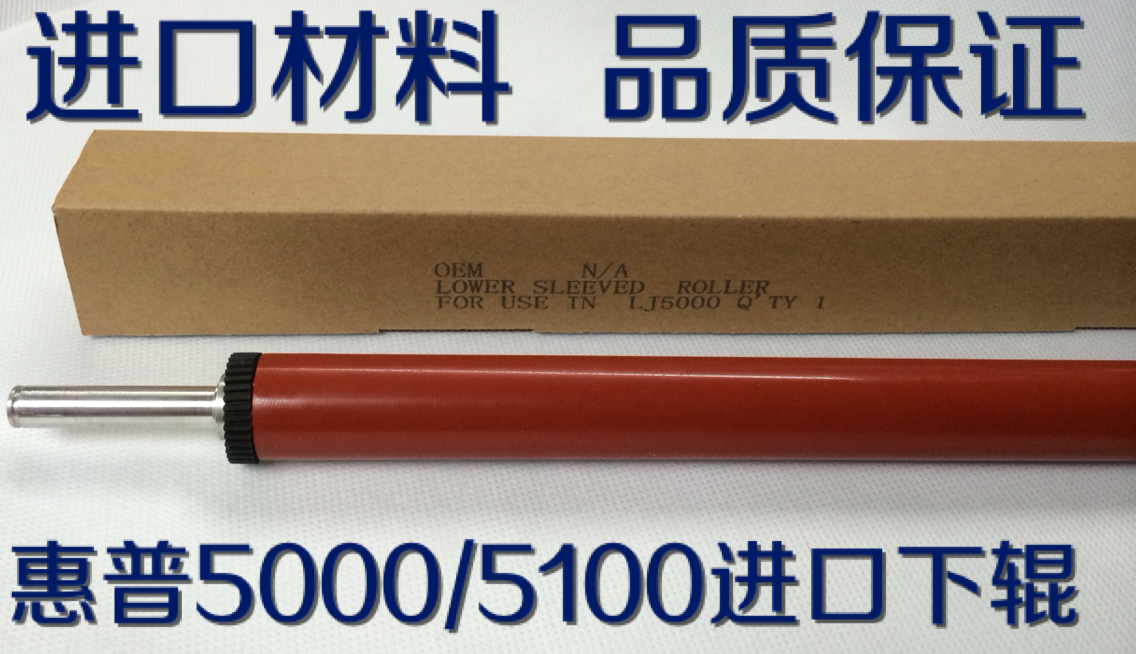 进口材料 品质保证
OEM N/A
LOWER SLEEVED ROLLER
FOR USE IN LJ5000 Q'TY 1
惠普5000/5100进口下辊